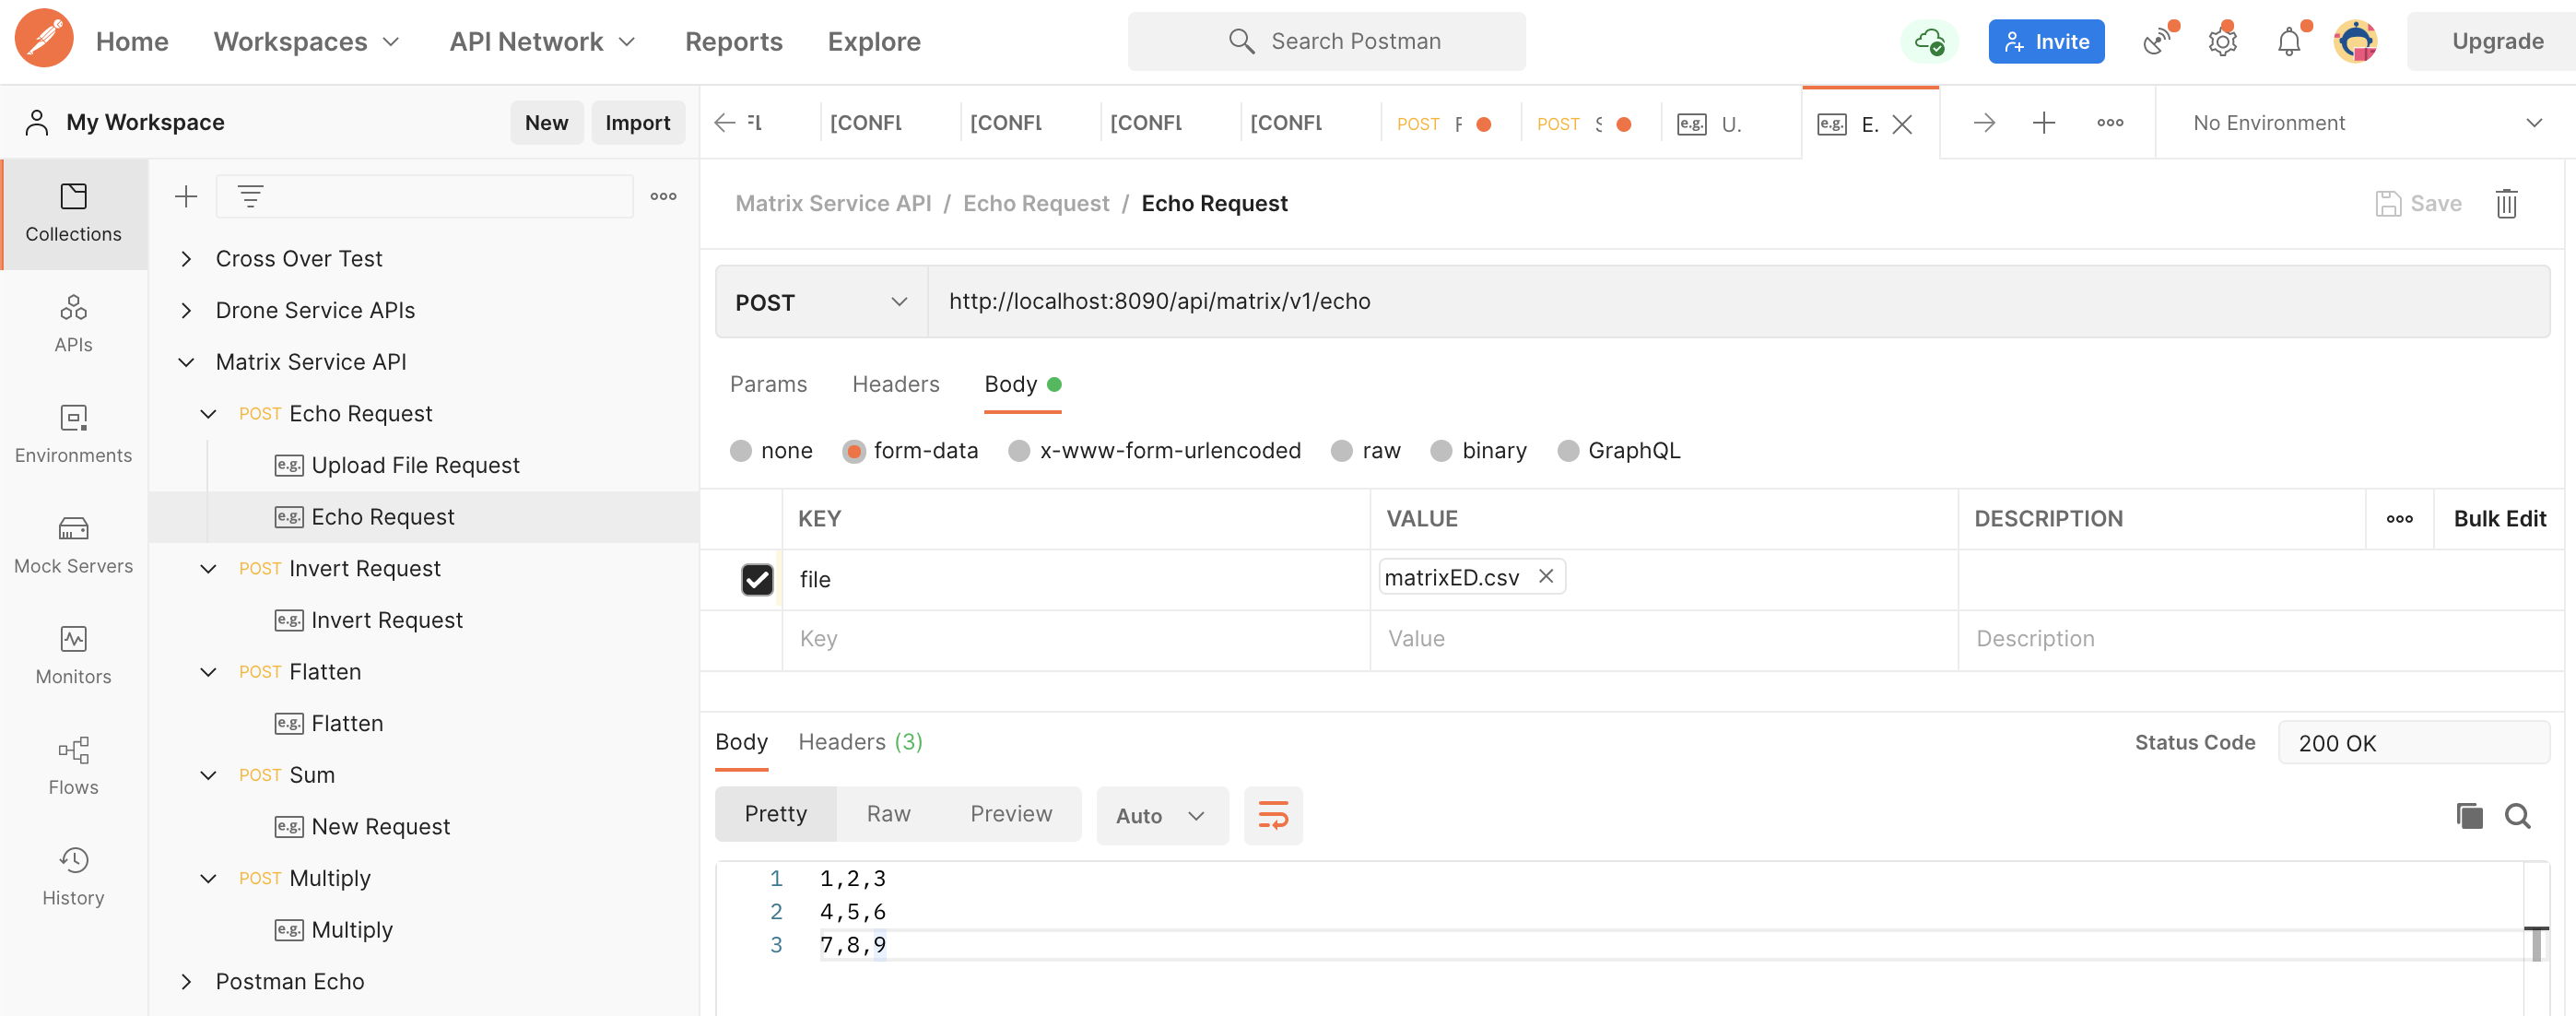 Home Workspaces API Network Reports Explore Search Postman Invite Upgrade
My Workspace New Import
FL [CONFL [CONFL [CONFL [CONFL POST F POST S e.g. U. e.g. E. No Environment
Collections
APIs
Environments
Mock Servers
Monitors
Flows
History
Cross Over Test
Drone Service APIs
Matrix Service API
POST Echo Request
e.g. Upload File Request
e.g. Echo Request
POST Invert Request
e.g. Invert Request
POST Flatten
e.g. Flatten
POST Sum
e.g. New Request
POST Multiply
e.g. Multiply
Postman Echo
Matrix Service API / Echo Request / Echo Request Save
POST http://localhost:8090/api/matrix/v1/echo
Params Headers Body
none form-data x-www-form-urlencoded raw binary GraphQL
KEY VALUE DESCRIPTION Bulk Edit
file matrixED.csv
Key Value Description
Body Headers (3) Status Code 200 OK
Pretty Raw Preview Auto
1 1,2,3
2 4,5,6
3 7,8,9